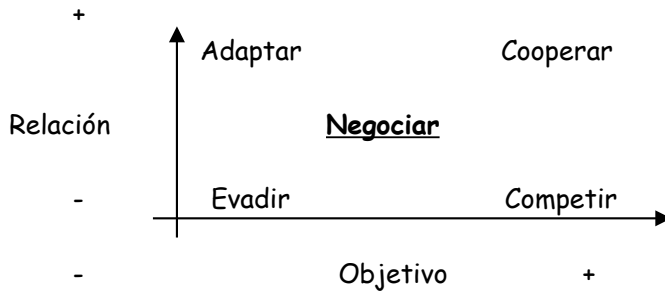 +
Adaptar Cooperar
Relación Negociar
- Evadir Competir
- Objetivo +